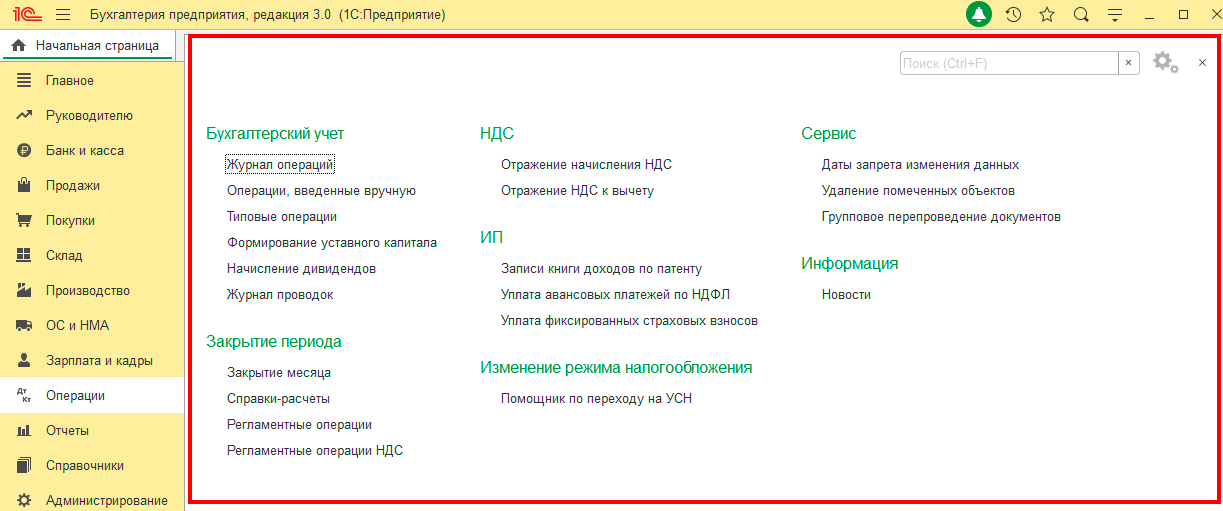 1С Бухгалтерия предприятия, редакция 3.0 (1С:Предприятие)
Начальная страница
Главное
Руководителю
Банк и касса
Продажи
Покупки
Склад
Производство
ОС и НМА
Зарплата и кадры
Дт Кт Операции
Отчеты
Справочники
Администрирование
Поиск (Ctrl+F)
Бухгалтерский учет
Журнал операций
Операции, введенные вручную
Типовые операции
Формирование уставного капитала
Начисление дивидендов
Журнал проводок
Закрытие периода
Закрытие месяца
Справки-расчеты
Регламентные операции
Регламентные операции НДС
НДС
Отражение начисления НДС
Отражение НДС к вычету
ИП
Записи книги доходов по патенту
Уплата авансовых платежей по НДФЛ
Уплата фиксированных страховых взносов
Изменение режима налогообложения
Помощник по переходу на УСН
Сервис
Даты запрета изменения данных
Удаление помеченных объектов
Групповое перепроведение документов
Информация
Новости